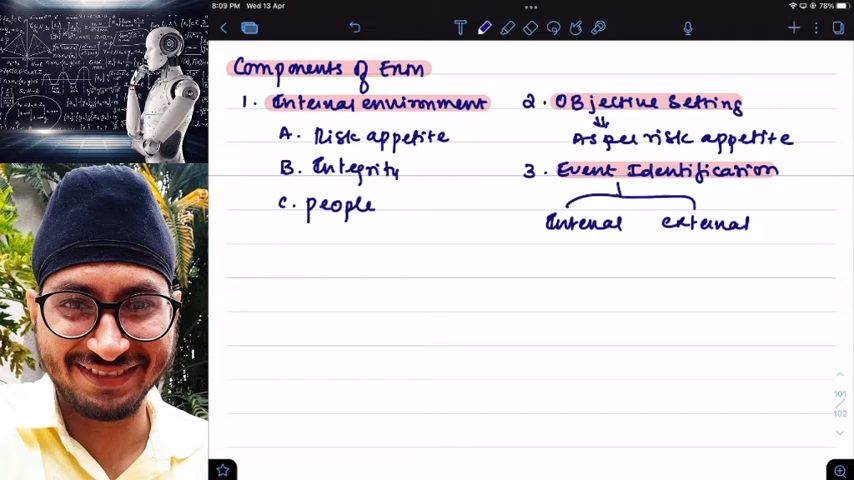 8:09 PM Wed 13 Apr
78%
Components of Erm
1. Internal environment
A. Risk appetite
B. Integrity
C. people
2. Objective Setting
As per risk appetite
3. Event Identification
Internal external
101
102